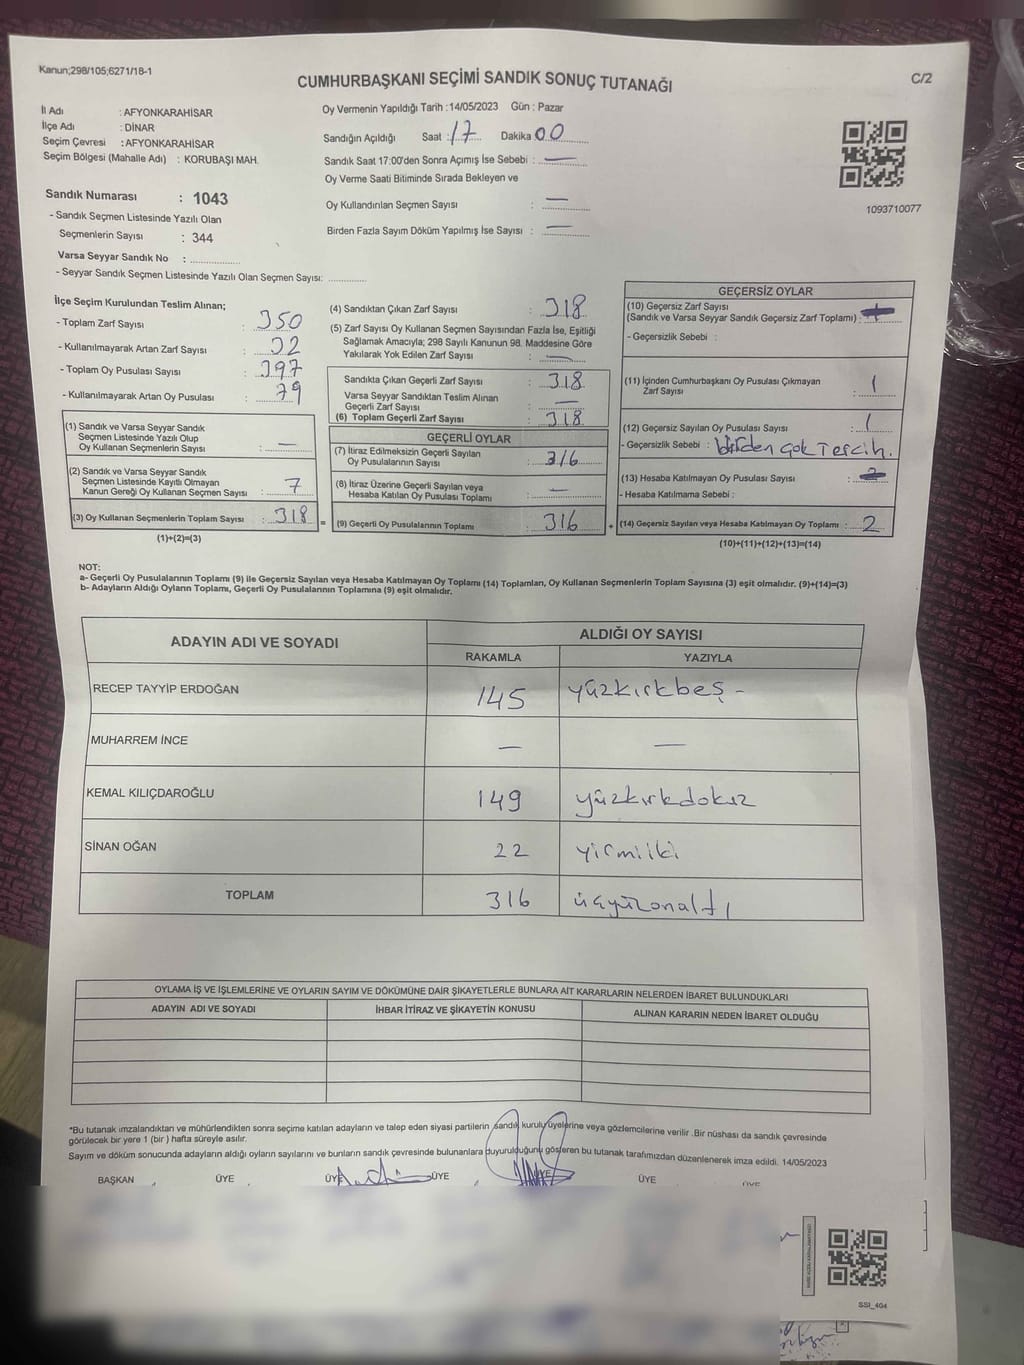 Kanun;298/105;6271/18-1
CUMHURBAŞKANI SEÇİMİ SANDIK SONUÇ TUTANAĞI
C/2
İl Adı : AFYONKARAHİSAR
İlçe Adı : DİNAR
Seçim Çevresi : AFYONKARAHİSAR
Seçim Bölgesi (Mahalle Adı) : KORUBAŞI MAH.
Oy Vermenin Yapıldığı Tarih :14/05/2023 Gün : Pazar
Sandığın Açıldığı Saat : 17 Dakika 00
Sandık Saat 17:00'den Sonra Açımış İse Sebebi : —
Oy Verme Saati Bitiminde Sırada Bekleyen ve
Oy Kullandırılan Seçmen Sayısı : —
Birden Fazla Sayım Döküm Yapılmış İse Sayısı : —
1093710077
Sandık Numarası : 1043
- Sandık Seçmen Listesinde Yazılı Olan
Seçmenlerin Sayısı : 344
Varsa Seyyar Sandık No : ................
- Seyyar Sandık Seçmen Listesinde Yazılı Olan Seçmen Sayısı: ............
İlçe Seçim Kurulundan Teslim Alınan;
- Toplam Zarf Sayısı : 350
- Kullanılmayarak Artan Zarf Sayısı : 32
- Toplam Oy Pusulası Sayısı : 397
- Kullanılmayarak Artan Oy Pusulası : 79
(1) Sandık ve Varsa Seyyar Sandık
Seçmen Listesinde Yazılı Olup
Oy Kullanan Seçmenlerin Sayısı : —
(2) Sandık ve Varsa Seyyar Sandık
Seçmen Listesinde Kayıtlı Olmayan
Kanun Gereği Oy Kullanan Seçmen Sayısı : 7
(3) Oy Kullanan Seçmenlerin Toplam Sayısı : 318 =
(1)+(2)=(3)
(4) Sandıktan Çıkan Zarf Sayısı : 318
(5) Zarf Sayısı Oy Kullanan Seçmen Sayısından Fazla İse, Eşitliği
Sağlamak Amacıyla; 298 Sayılı Kanunun 98. Maddesine Göre
Yakılarak Yok Edilen Zarf Sayısı : —
Sandıkta Çıkan Geçerli Zarf Sayısı : 318
Varsa Seyyar Sandıktan Teslim Alınan
Geçerli Zarf Sayısı : —
(6) Toplam Geçerli Zarf Sayısı : 318
GEÇERLİ OYLAR
(7) İtiraz Edilmeksizin Geçerli Sayılan
Oy Pusulalarının Sayısı : 316
(8) İtiraz Üzerine Geçerli Sayılan veya
Hesaba Katılan Oy Pusulası Toplamı : —
(9) Geçerli Oy Pusulalarının Toplamı : 316 +
GEÇERSİZ OYLAR
(10) Geçersiz Zarf Sayısı
(Sandık ve Varsa Seyyar Sandık Geçersiz Zarf Toplamı) :
- Geçersizlik Sebebi :
(11) İçinden Cumhurbaşkanı Oy Pusulası Çıkmayan
Zarf Sayısı : 1
(12) Geçersiz Sayılan Oy Pusulası Sayısı : 1
- Geçersizlik Sebebi : birden çok Tercih.
(13) Hesaba Katılmayan Oy Pusulası Sayısı :
- Hesaba Katılmama Sebebi :
(14) Geçersiz Sayılan veya Hesaba Katılmayan Oy Toplamı : 2
(10)+(11)+(12)+(13)=(14)
NOT:
a- Geçerli Oy Pusulalarının Toplamı (9) ile Geçersiz Sayılan veya Hesaba Katılmayan Oy Toplamı (14) Toplamları, Oy Kullanan Seçmenlerin Toplam Sayısına (3) eşit olmalıdır. (9)+(14)=(3)
b- Adayların Aldığı Oyların Toplamı, Geçerli Oy Pusulalarının Toplamına (9) eşit olmalıdır.
ADAYIN ADI VE SOYADI ALDIĞI OY SAYISI
RAKAMLA YAZIYLA
RECEP TAYYİP ERDOĞAN 145 yüzkırkbeş -
MUHARREM İNCE — —
KEMAL KILIÇDAROĞLU 149 yüzkırkdokuz
SİNAN OĞAN 22 yirmiiki
TOPLAM 316 üçyüzonaltı
OYLAMA İŞ VE İŞLEMLERİNE VE OYLARIN SAYIM VE DÖKÜMÜNE DAİR ŞİKAYETLERLE BUNLARA AİT KARARLARIN NELERDEN İBARET BULUNDUKLARI
ADAYIN ADI VE SOYADI İHBAR İTİRAZ VE ŞİKAYETİN KONUSU ALINAN KARARIN NEDEN İBARET OLDUĞU
*Bu tutanak imzalandıktan ve mühürlendikten sonra seçime katılan adayların ve talep eden siyasi partilerin sandık kurulu üyelerine veya gözlemcilerine verilir .Bir nüshası da sandık çevresinde
görülecek bir yere 1 (bir ) hafta süreyle asılır.
Sayım ve döküm sonucunda adayların aldığı oyların sayılarını ve bunların sandık çevresinde bulunanlara duyurulduğunu gösteren bu tutanak tarafımızdan düzenlenerek imza edildi. 14/05/2023
BAŞKAN ÜYE ÜYE ÜYE ÜYE ÜYE ÜYE
SSI_404